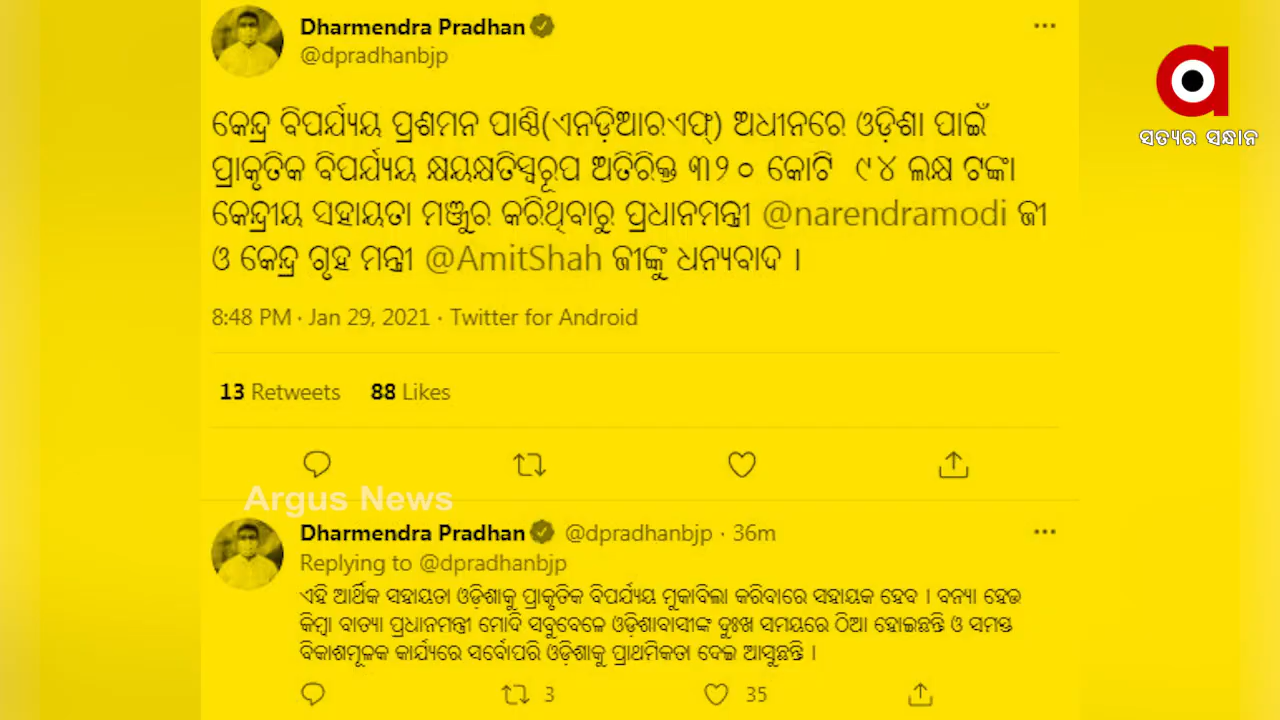 Dharmendra Pradhan
@dpradhanbjp
ସତ୍ୟର ସନ୍ଧାନ
କେନ୍ଦ୍ର ବିପର୍ଯ୍ୟୟ ପ୍ରଶମନ ପାଣ୍ଠି(ଏନଡ଼ିଆରଏଫ୍) ଅଧୀନରେ ଓଡ଼ିଶା ପାଇଁ
ପ୍ରାକୃତିକ ବିପର୍ଯ୍ୟୟ କ୍ଷୟକ୍ଷତିସ୍ୱରୂପ ଅତିରିକ୍ତ ୩୨୦ କୋଟି ୯୪ ଲକ୍ଷ ଟଙ୍କା
କେନ୍ଦ୍ରୀୟ ସହାୟତା ମଞ୍ଜୁର କରିଥିବାରୁ ପ୍ରଧାନମନ୍ତ୍ରୀ @narendramodi ଜୀ
ଓ କେନ୍ଦ୍ର ଗୃହ ମନ୍ତ୍ରୀ @AmitShah ଜୀଙ୍କୁ ଧନ୍ୟବାଦ ।
8:48 PM · Jan 29, 2021 · Twitter for Android
13 Retweets 88 Likes
Argus News
Dharmendra Pradhan @dpradhanbjp · 36m
Replying to @dpradhanbjp
ଏହି ଆର୍ଥିକ ସହାୟତା ଓଡ଼ିଶାକୁ ପ୍ରାକୃତିକ ବିପର୍ଯ୍ୟୟ ମୁକାବିଲା କରିବାରେ ସହାୟକ ହେବ । ବନ୍ୟା ହେଉ
କିମ୍ବା ବାତ୍ୟା ପ୍ରଧାନମନ୍ତ୍ରୀ ମୋଦି ସବୁବେଳେ ଓଡ଼ିଶାବାସୀଙ୍କ ଦୁଃଖ ସମୟରେ ଠିଆ ହୋଇଛନ୍ତି ଓ ସମସ୍ତ
ବିକାଶମୂଳକ କାର୍ଯ୍ୟରେ ସର୍ବୋପରି ଓଡ଼ିଶାକୁ ପ୍ରାଥମିକତା ଦେଇ ଆସୁଛନ୍ତି ।
3 35